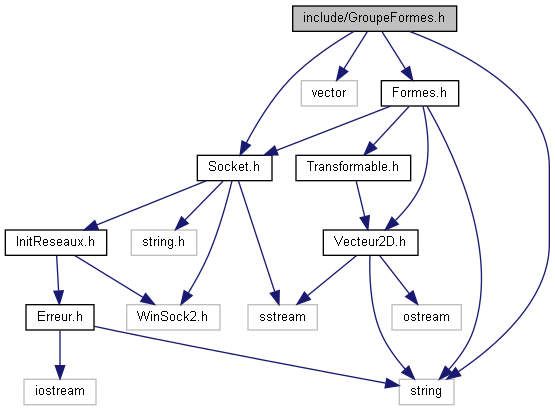 include/GroupeFormes.h
vector
Formes.h
Socket.h
Transformable.h
InitReseaux.h
string.h
Vecteur2D.h
Erreur.h
WinSock2.h
sstream
ostream
iostream
string